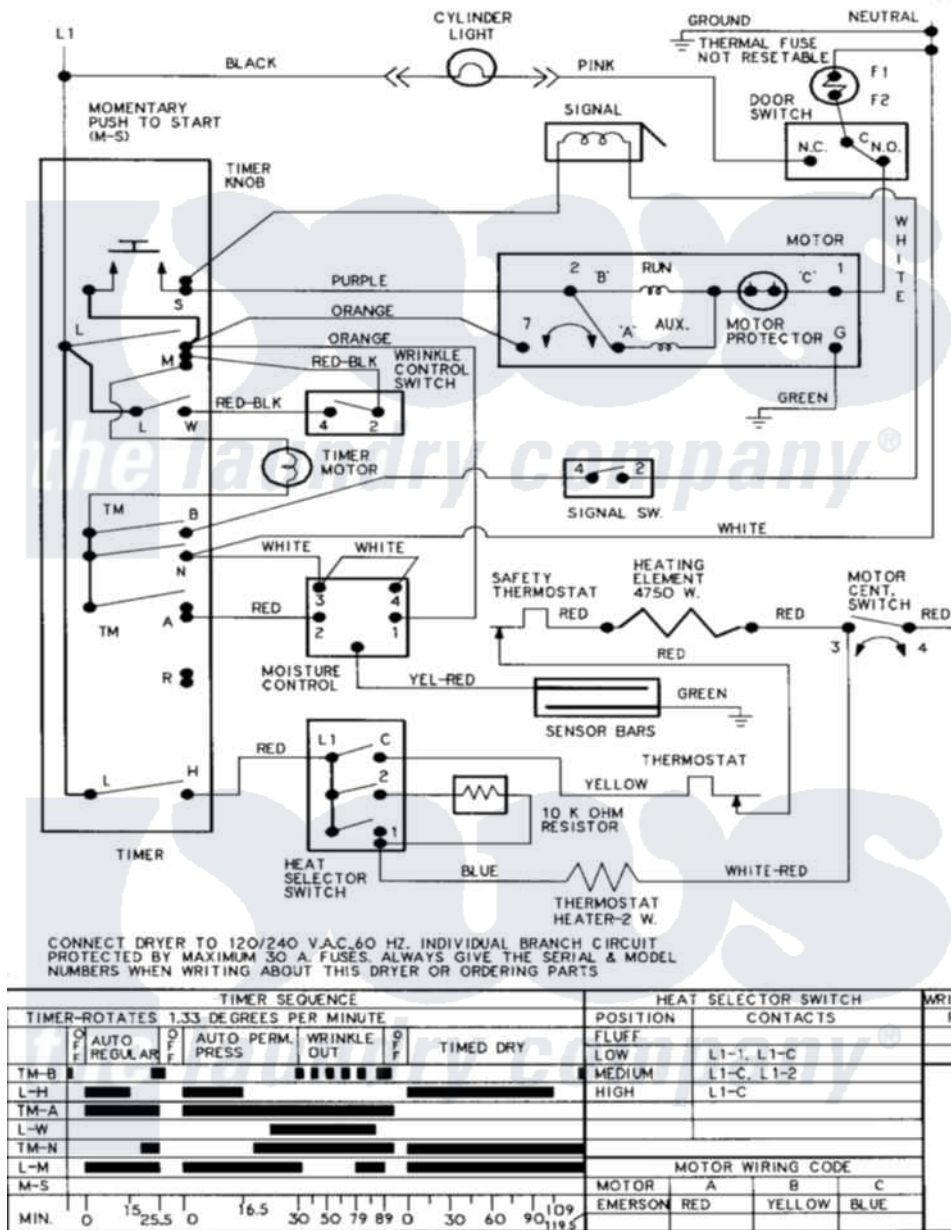 L1
CYLINDER
LIGHT
GROUND
NEUTRAL
THERMAL FUSE
NOT RESETABLE
F1
F2
BLACK
PINK
DOOR
SWITCH
C
N.C.
N.O.
MOMENTARY
PUSH TO START
(M-S)
SIGNAL
TIMER
KNOB
WHITE
MOTOR
PURPLE
2
"B"
RUN
"C"
1
S
ORANGE
7
"A"
AUX.
MOTOR
PROTECTOR
G
L
ORANGE
M
RED-BLK
WRINKLE
CONTROL
SWITCH
GREEN
RED-BLK
L
W
4
2
the laundry company®
TIMER
MOTOR
4
2
SIGNAL SW.
TM
B
WHITE
N
WHITE
WHITE
SAFETY
THERMOSTAT
HEATING
ELEMENT
4750 W.
MOTOR
CENT.
SWITCH
3
4
RED
RED
RED
RED
TM
A
2
1
3
4
RED
R
MOISTURE
CONTROL
YEL-RED
GREEN
SENSOR BARS
RED
L1
C
THERMOSTAT
L
H
2
YELLOW
10 K OHM
RESISTOR
1
TIMER
HEAT
SELECTOR
SWITCH
BLUE
WHITE-RED
THERMOSTAT
HEATER-2 W.
CONNECT DRYER TO 120/240 V.A.C. 60 HZ. INDIVIDUAL BRANCH CIRCUIT
PROTECTED BY MAXIMUM 30 A. FUSES. ALWAYS GIVE THE SERIAL & MODEL
NUMBERS WHEN WRITING ABOUT THIS DRYER OR ORDERING PARTS
TIMER SEQUENCE
TIMER-ROTATES 1.33 DEGREES PER MINUTE
OFF
AUTO REGULAR
OFF
AUTO PERM. PRESS
WRINKLE OUT
OFF
TIMED DRY
TM-B
L-H
TM-A
L-W
TM-N
L-M
M-S
MIN. 0 15 25.5 0 16.5 30 50 79 89 0 30 60 90 109 119.5
HEAT SELECTOR SWITCH
POSITION CONTACTS
FLUFF
LOW L1-1, L1-C
MEDIUM L1-C, L1-2
HIGH L1-C
MOTOR WIRING CODE
MOTOR A B C
EMERSON RED YELLOW BLUE
WRI